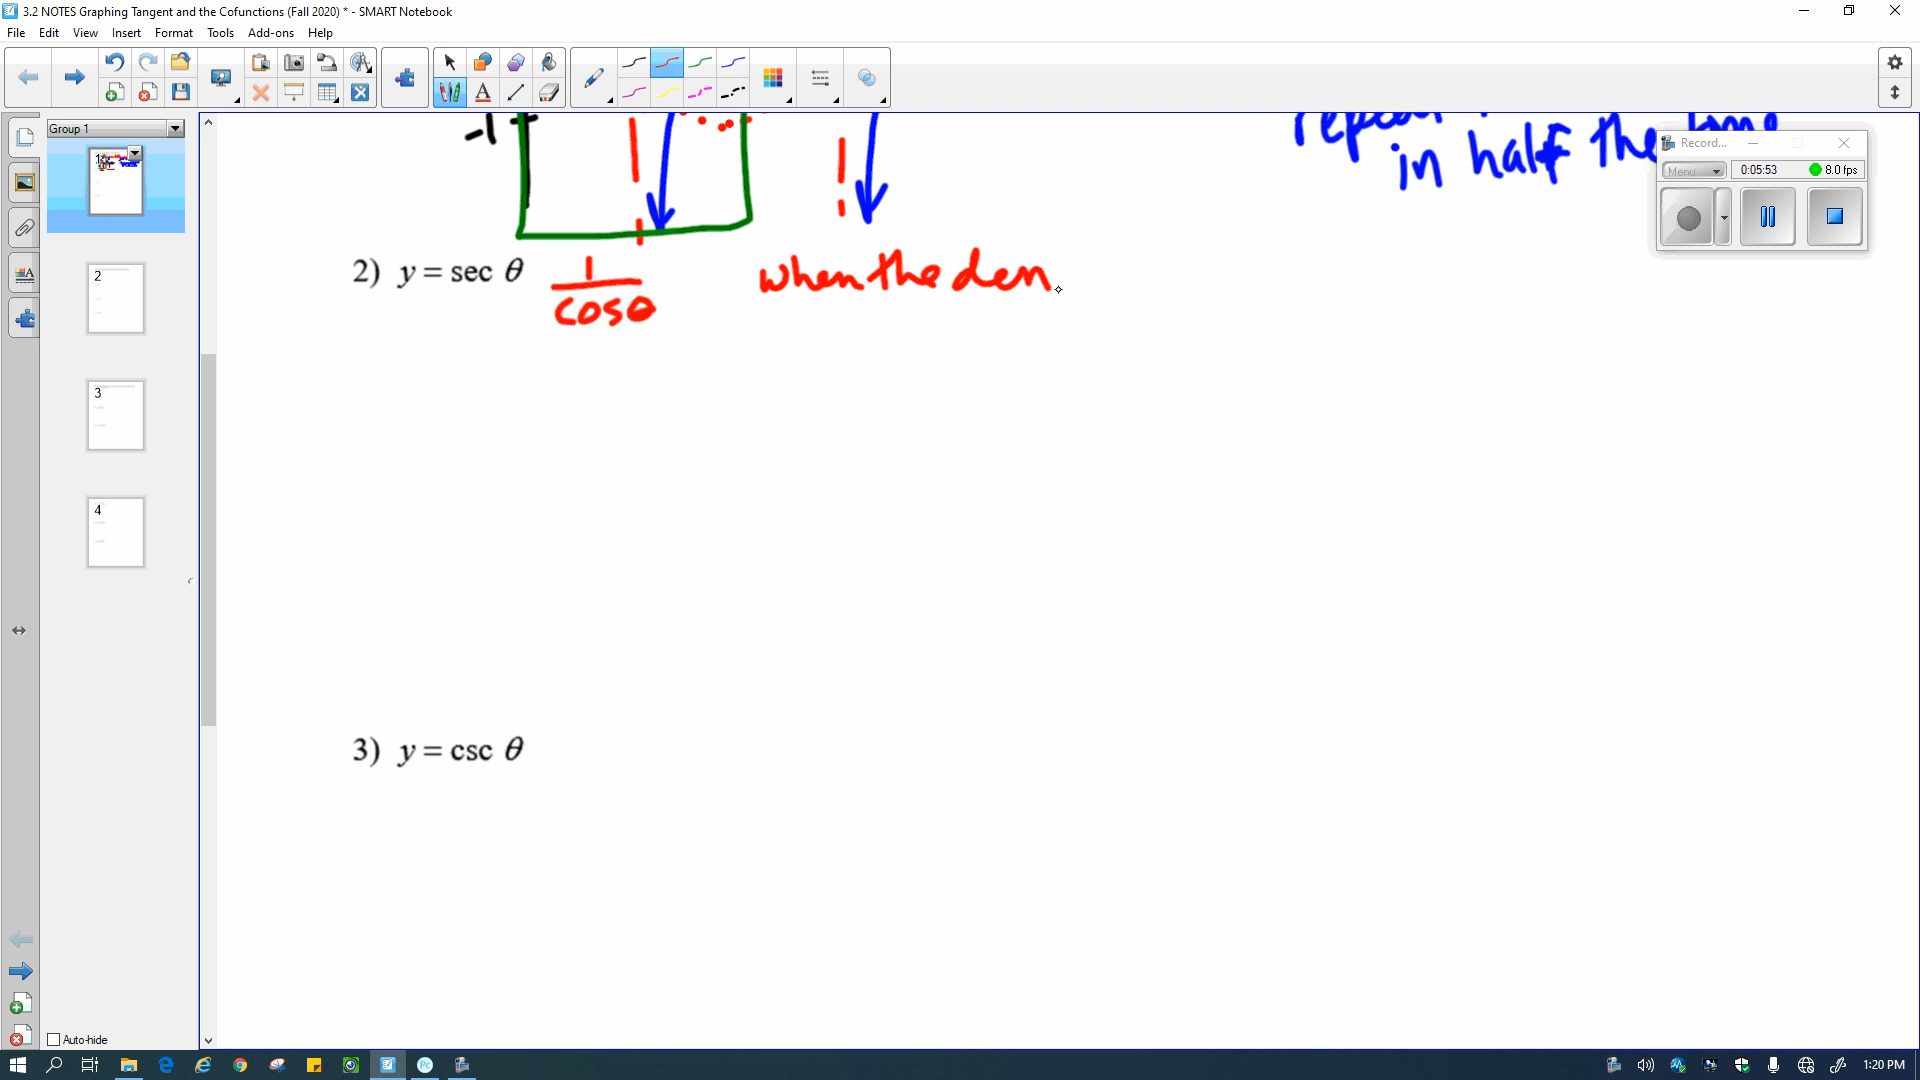 3.2 NOTES Graphing Tangent and the Cofunctions (Fall 2020) * - SMART Notebook
File Edit View Insert Format Tools Add-ons Help
Group 1
1
2
3
4
Auto-hide
-1
in half the
Record...
Menu
0:05:53
8.0 fps
2) y = sec θ
1
cosθ
when the den
3) y = csc θ
1:20 PM